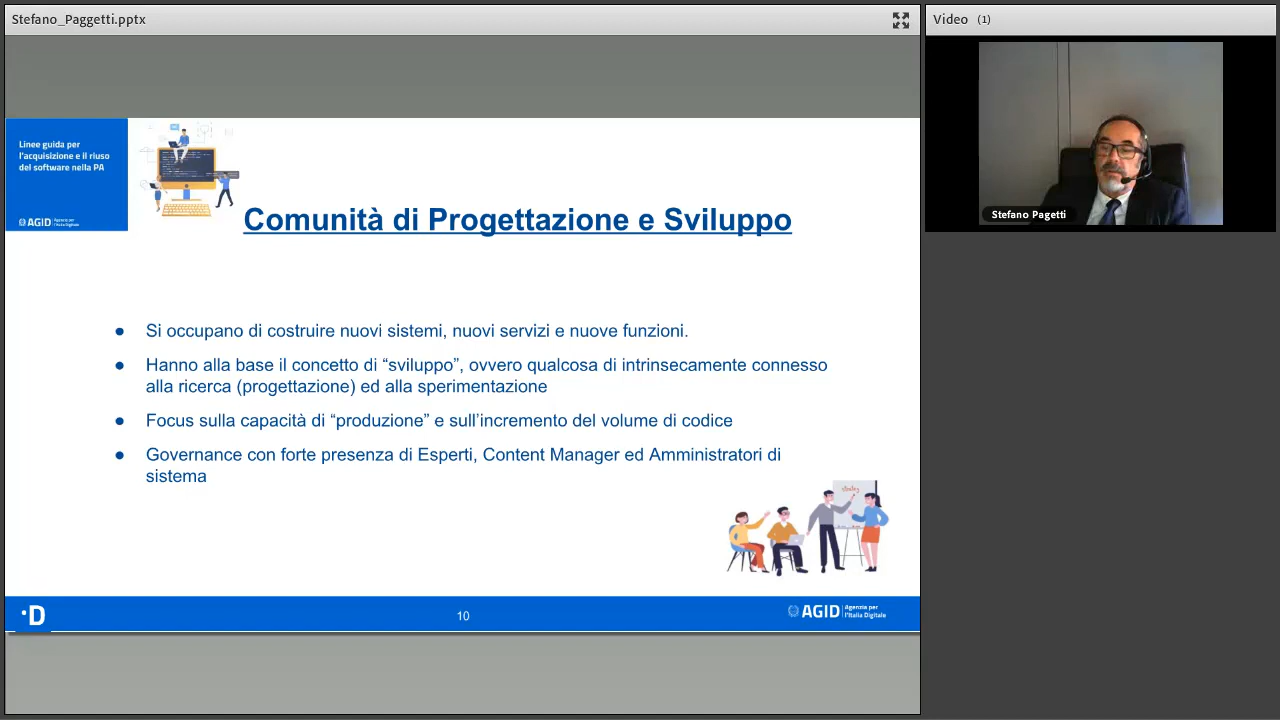 Stefano_Paggetti.pptx
Video (1)
Linee guida per
l'acquisizione e il riuso
del software nella PA
AGID Agenzia per
l'Italia Digitale
Comunità di Progettazione e Sviluppo
Stefano Pagetti
● Si occupano di costruire nuovi sistemi, nuovi servizi e nuove funzioni.
● Hanno alla base il concetto di “sviluppo”, ovvero qualcosa di intrinsecamente connesso
alla ricerca (progettazione) ed alla sperimentazione
● Focus sulla capacità di “produzione” e sull’incremento del volume di codice
● Governance con forte presenza di Esperti, Content Manager ed Amministratori di
sistema
D
10
AGID Agenzia per
l'Italia Digitale